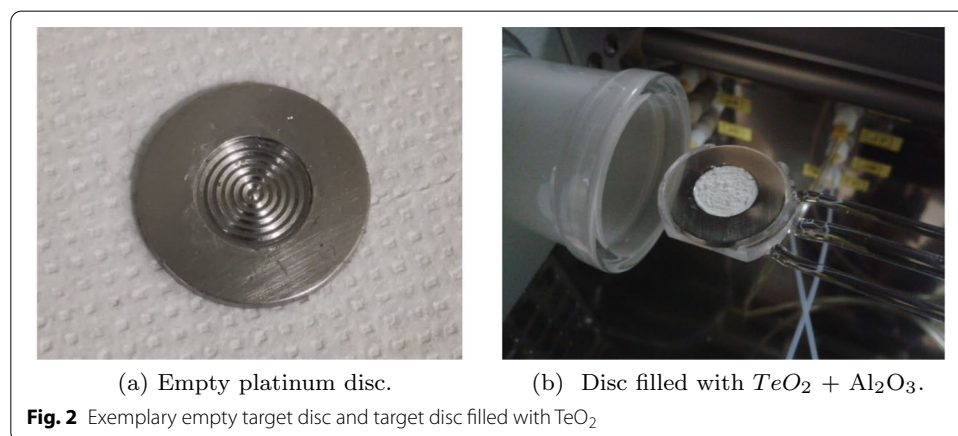 (a) Empty platinum disc.
(b) Disc filled with TeO₂ + Al₂O₃.
Fig. 2 Exemplary empty target disc and target disc filled with TeO₂